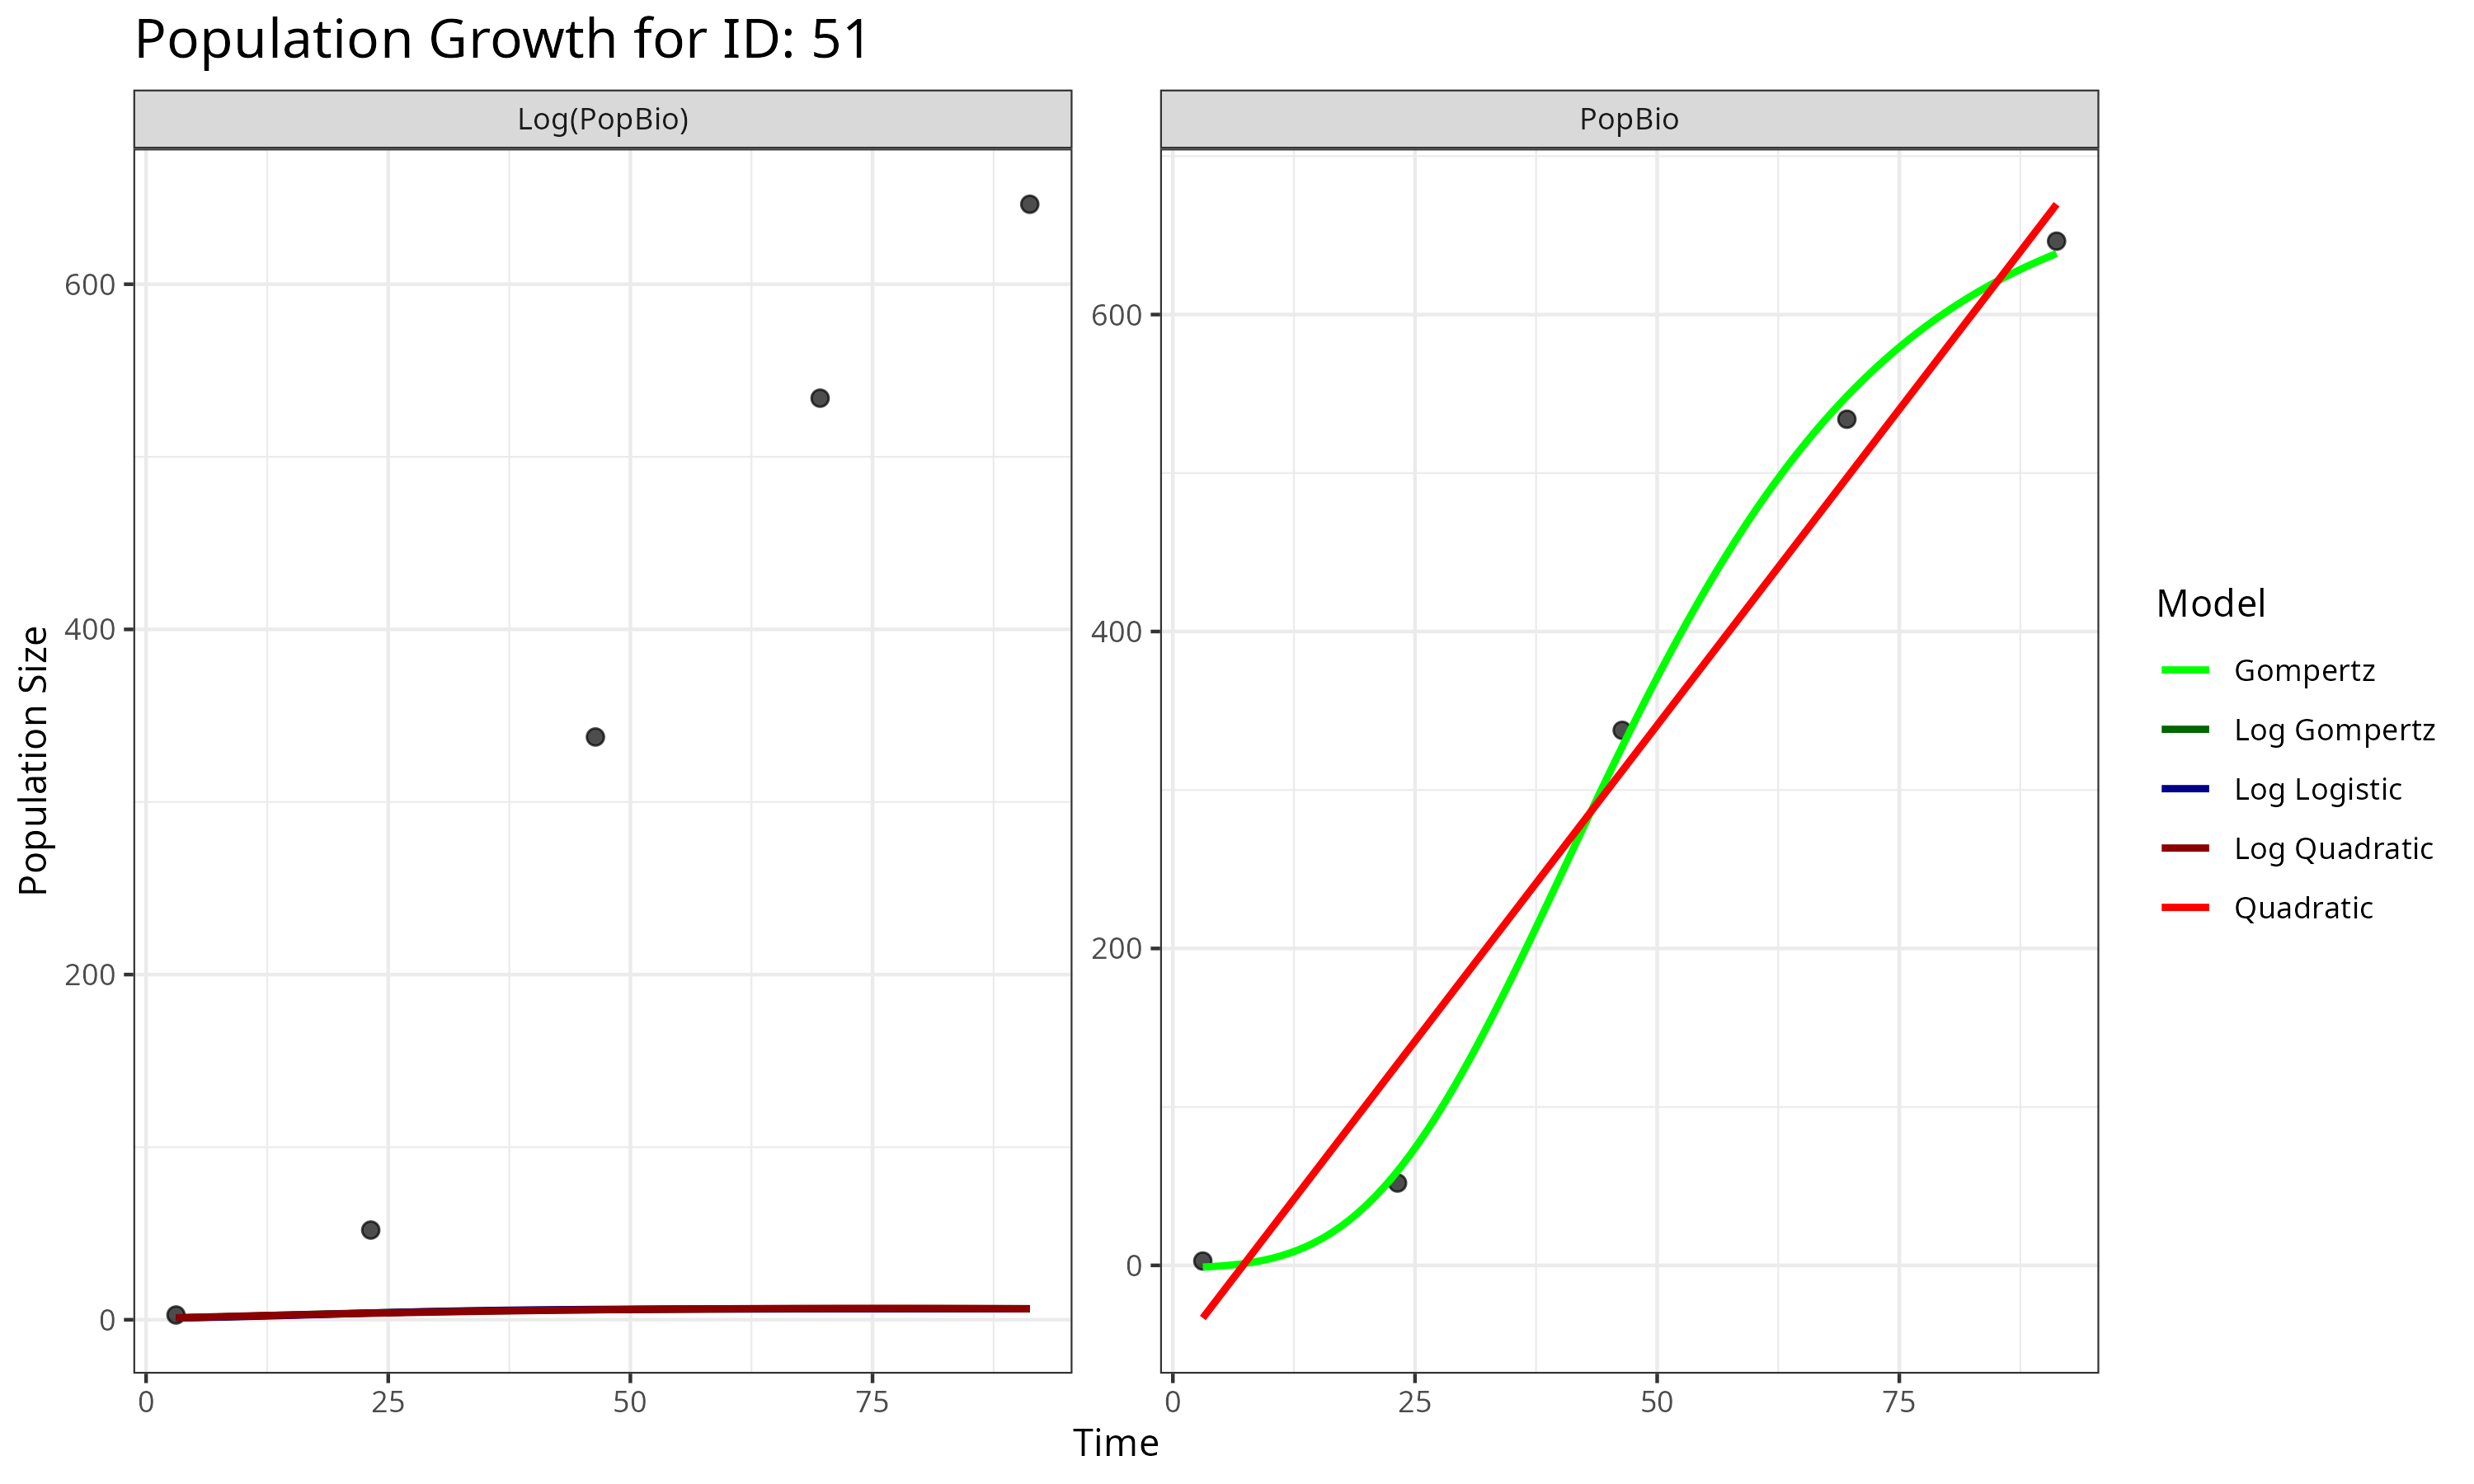 Population Growth for ID: 51
Log(PopBio)
PopBio
Population Size
600
400
200
0
0 25 50 75
600
400
200
0
0 25 50 75
Time
Model
Gompertz
Log Gompertz
Log Logistic
Log Quadratic
Quadratic